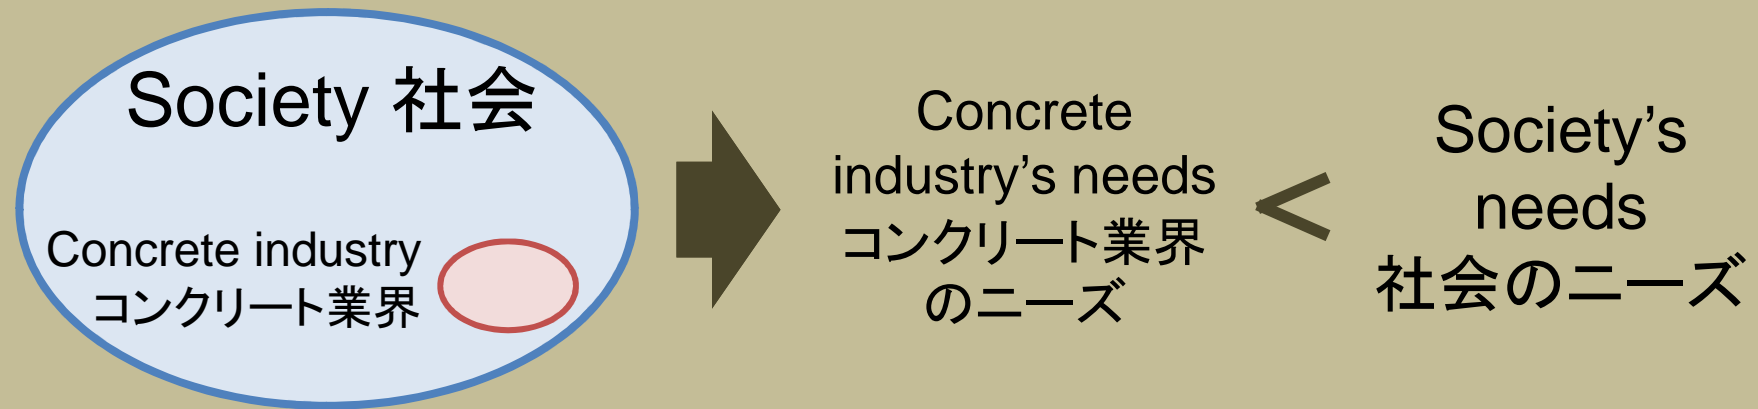 Society 社会
Concrete industry
コンクリート業界
Concrete
industry's needs
コンクリート業界
のニーズ
<
Society's
needs
社会のニーズ